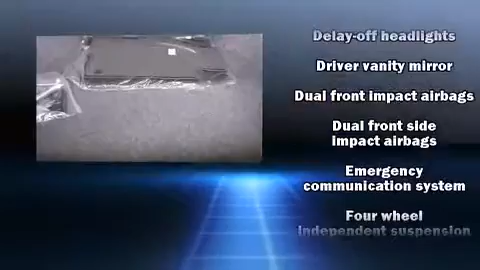 Delay-off headlights
Driver vanity mirror
Dual front impact airbags
Dual front side
impact airbags
Emergency
communication system
Four wheel
independent suspension